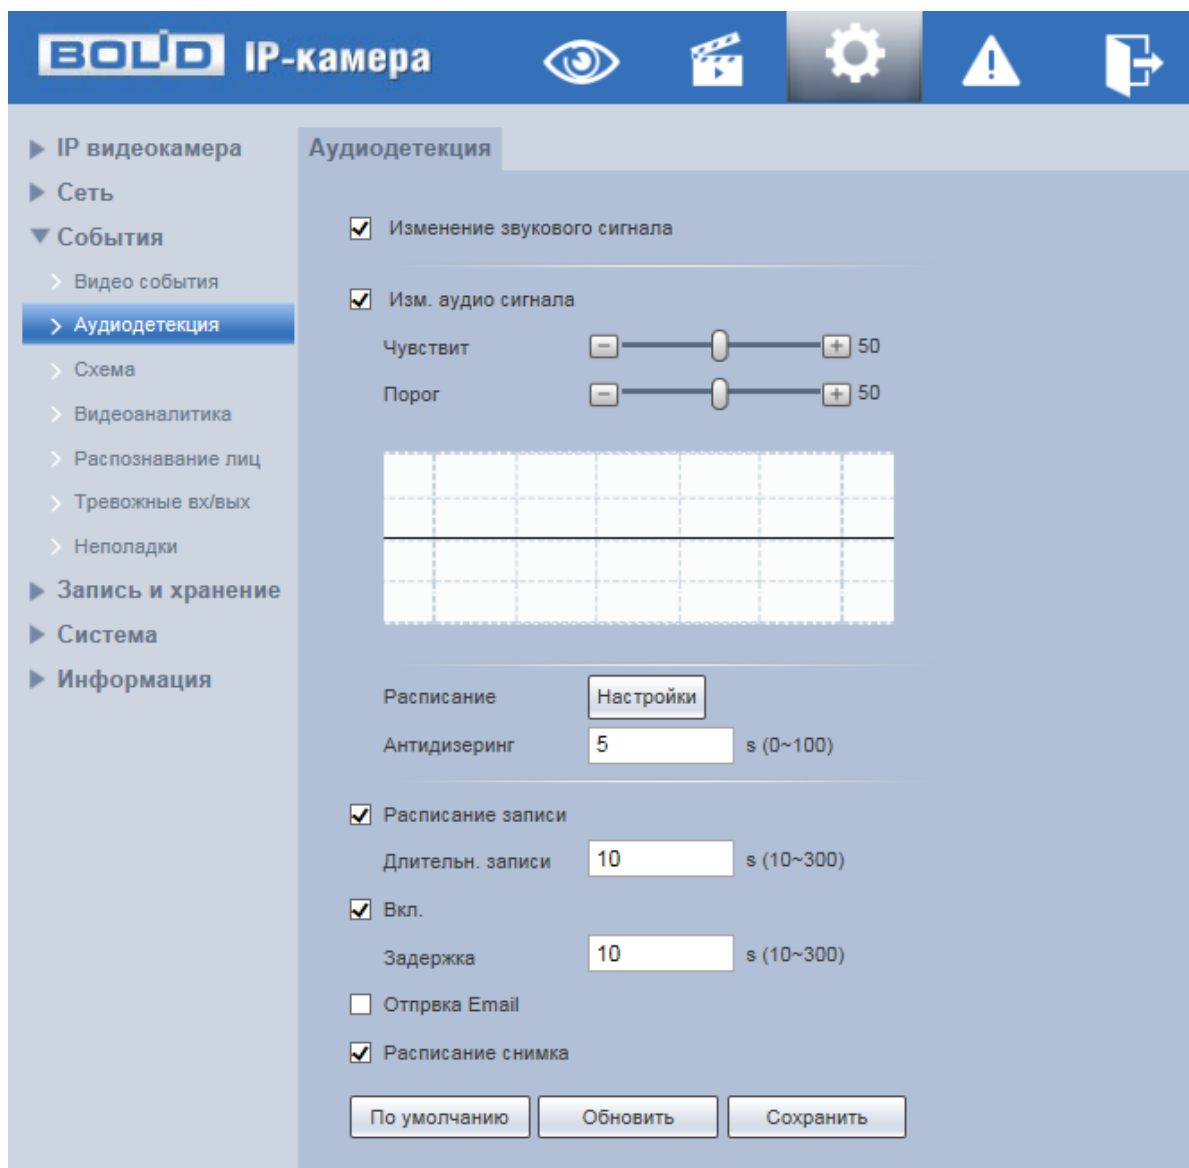 BOLID IP-камера
IP видеокамера
Сеть
События
Видео события
Аудиодетекция
Схема
Видеоаналитика
Распознавание лиц
Тревожные вх/вых
Неполадки
Запись и хранение
Система
Информация
Аудиодетекция
Изменение звукового сигнала
Изм. аудио сигнала
Чувствит 50
Порог 50
Расписание Настройки
Антидизеринг 5 s (0~100)
Расписание записи
Длительн. записи 10 s (10~300)
Вкл.
Задержка 10 s (10~300)
Отпрвка Email
Расписание снимка
По умолчанию Обновить Сохранить